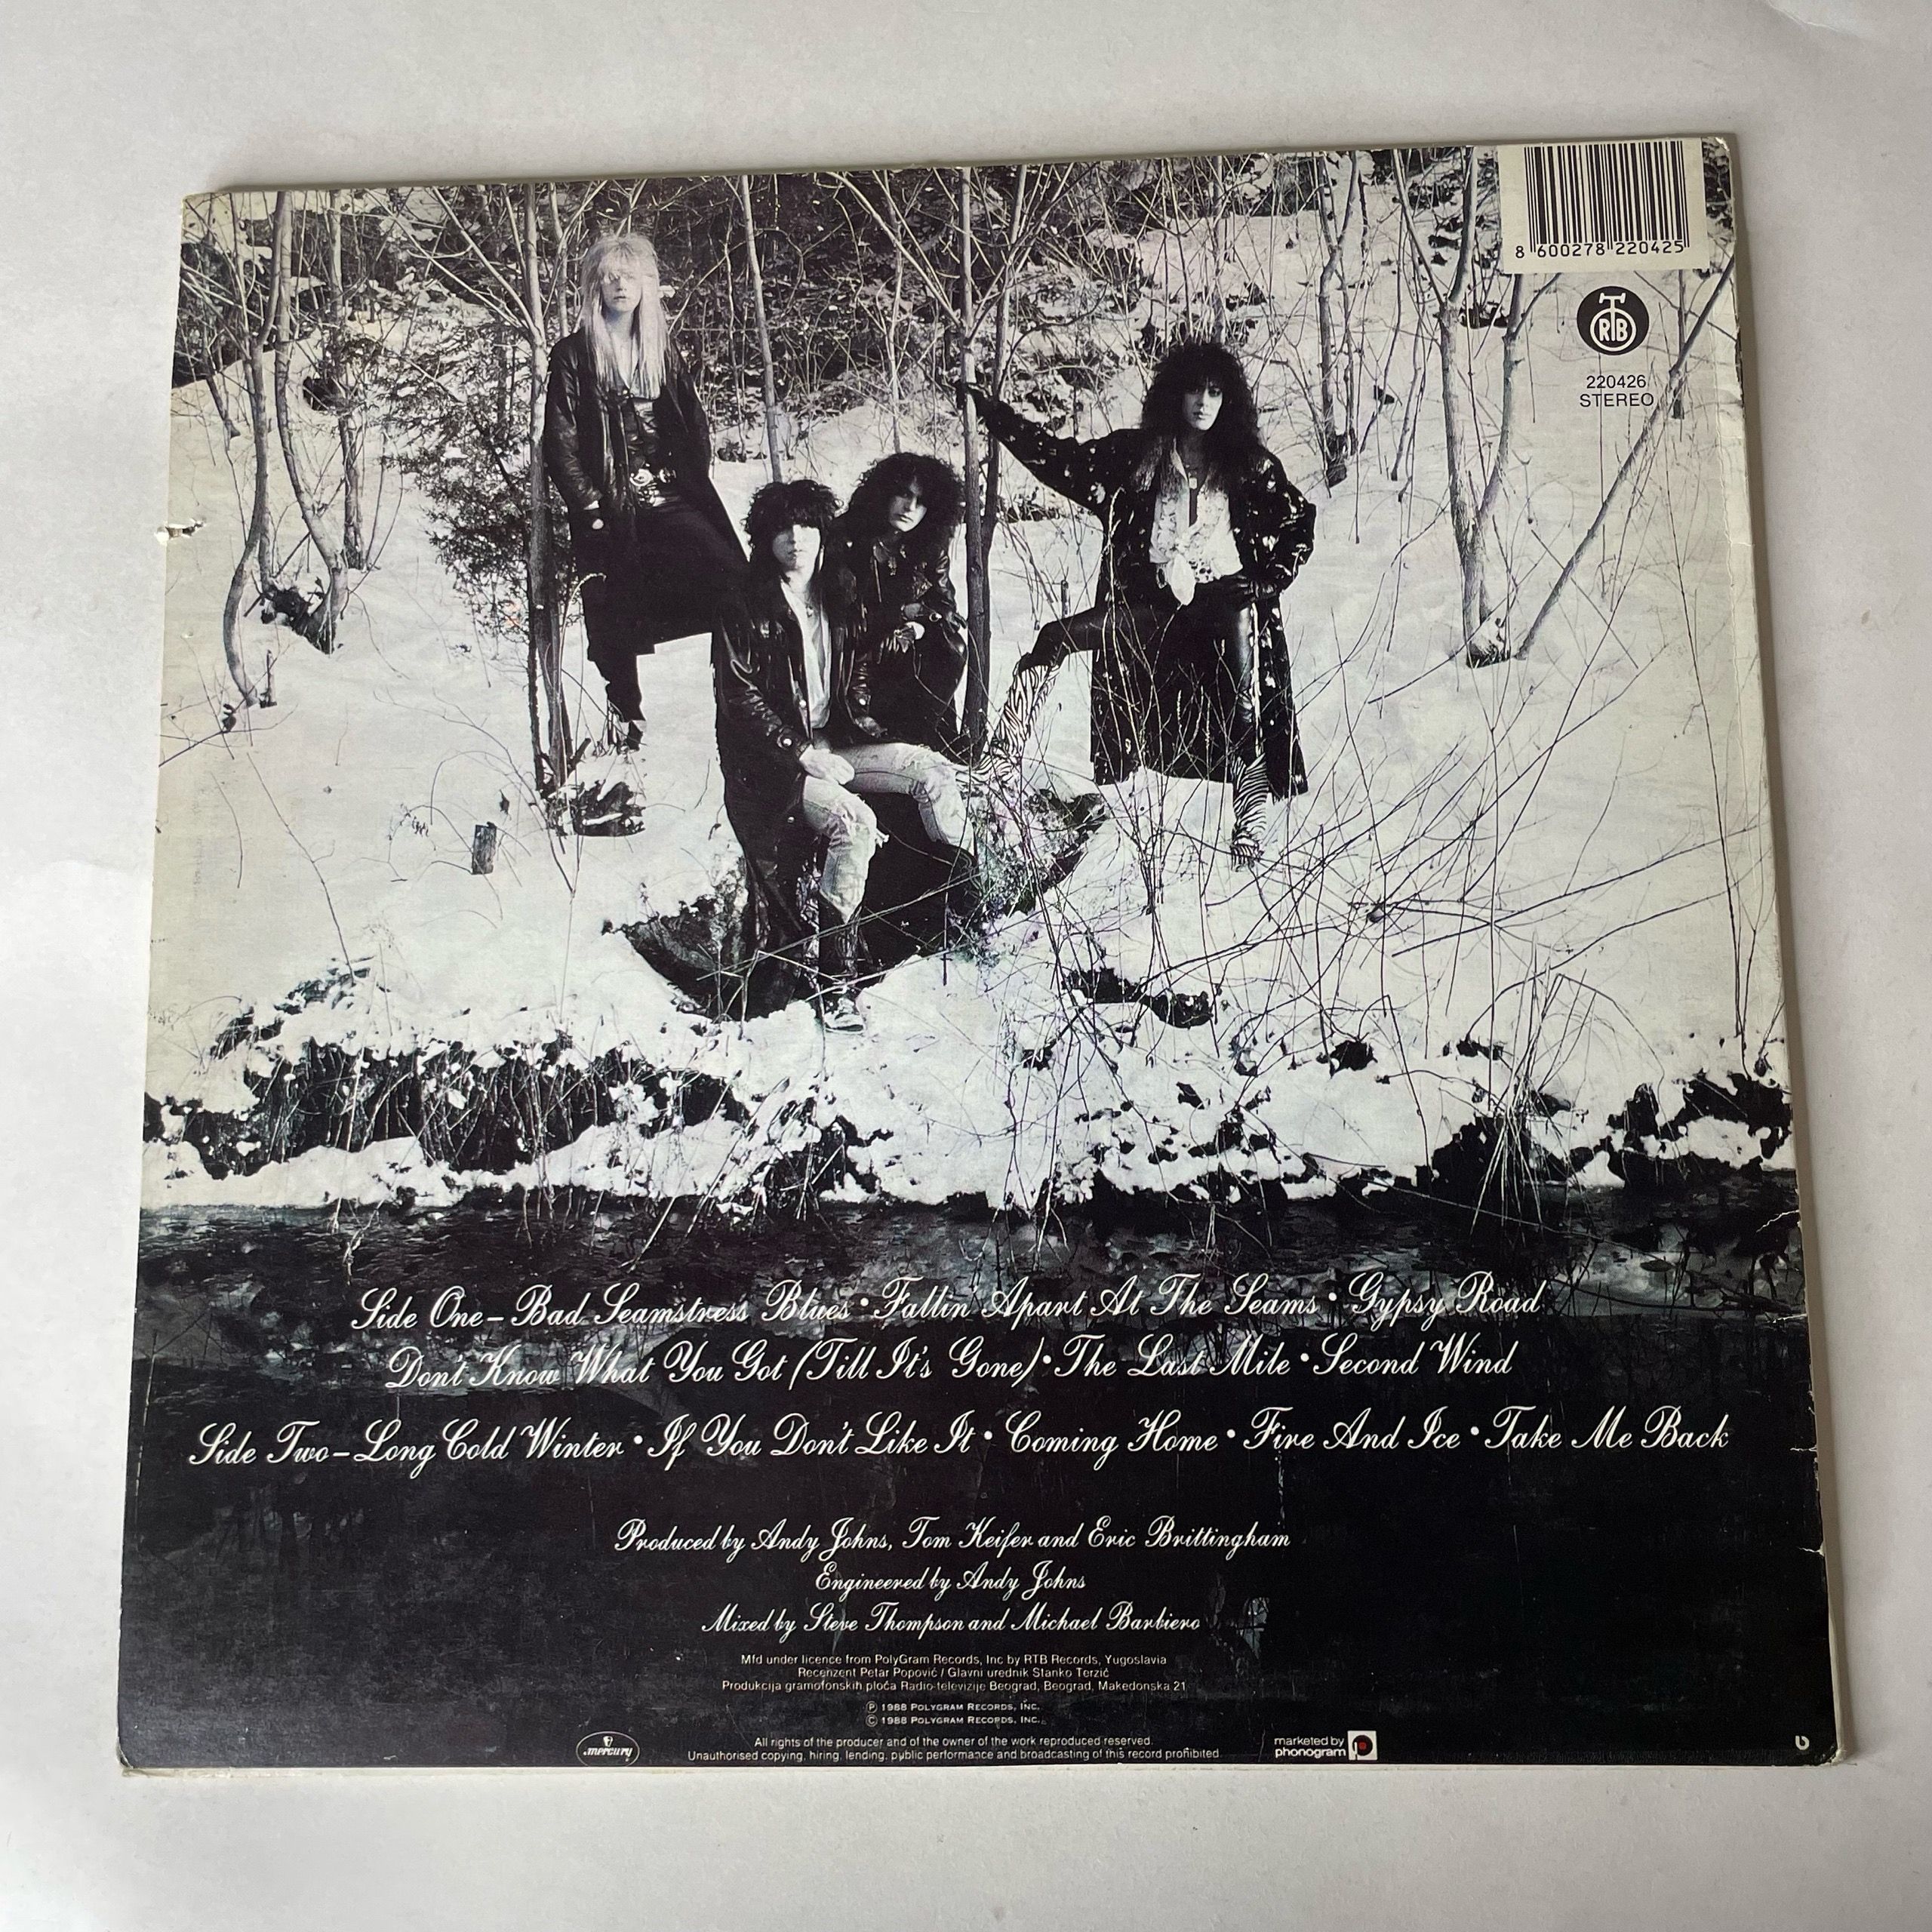 8 600278 220425
RTB
220426
STEREO
Side One – Bad Seamstress Blues • Fallin' Apart At The Seams • Gypsy Road
Don't Know What You Got (Till It's Gone) • The Last Mile • Second Wind
Side Two – Long Cold Winter • If You Don't Like It • Coming Home • Fire And Ice • Take Me Back
Produced by Andy Johns, Tom Keifer and Eric Brittingham
Engineered by Andy Johns
Mixed by Steve Thompson and Michael Barbiero
Mfd under licence from PolyGram Records, Inc by RTB Records, Yugoslavia
Recenzent Petar Popović / Glavni urednik Stanko Terzić
Produkcija gramofonskih ploča Radio-televizije Beograd, Beograd, Makedonska 21
℗ 1988 POLYGRAM RECORDS, INC.
© 1988 POLYGRAM RECORDS, INC.
mercury
All rights of the producer and of the owner of the work reproduced reserved.
Unauthorised copying, hiring, lending, public performance and broadcasting of this record prohibited.
marketed by
phonogram